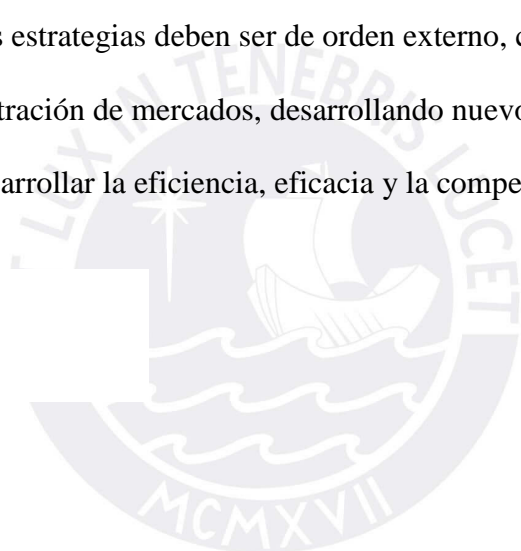 s estrategias deben ser de orden externo,
tración de mercados, desarrollando nuevo
arrollar la eficiencia, eficacia y la compe
ET LUX IN TENEBRIS LUCET
MCMXVII